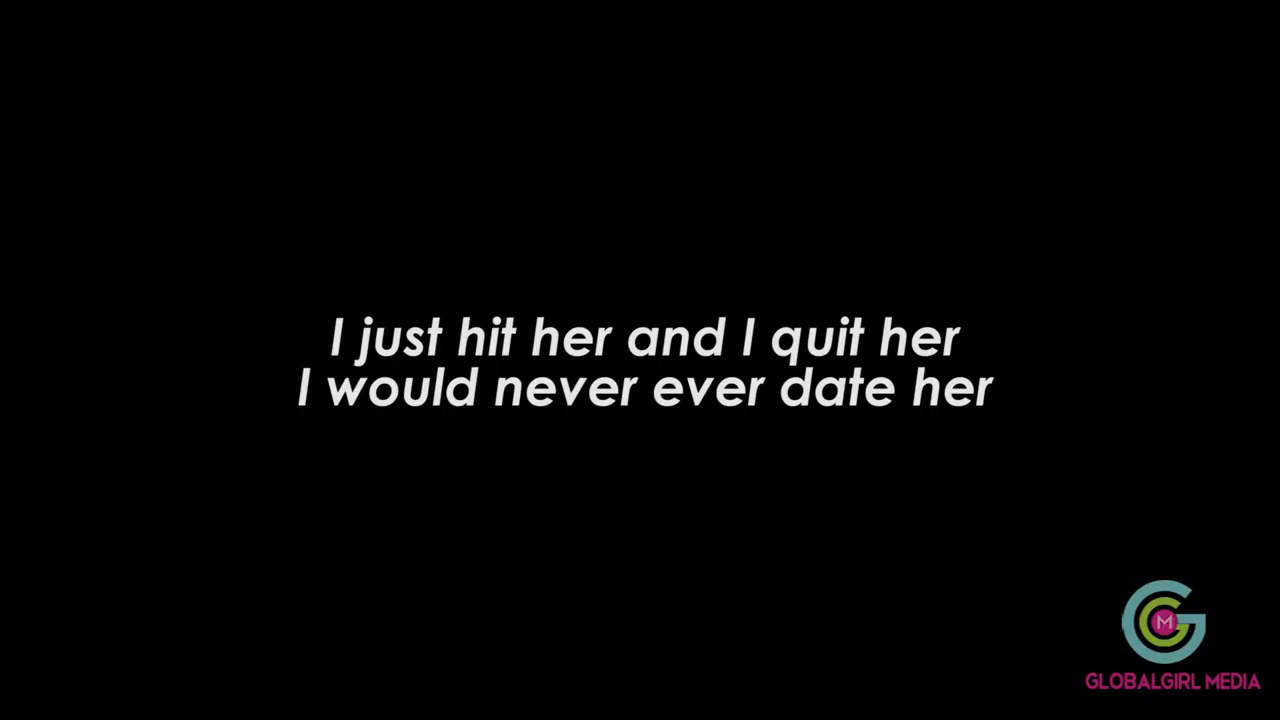 I just hit her and I quit her
I would never ever date her
M
GLOBALGIRL MEDIA